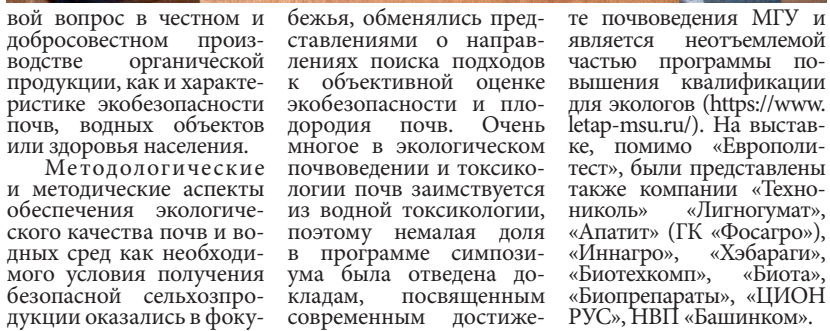 вой вопрос в честном и
добросовестном произ-
водстве органической
продукции, как и характе-
ристике экобезопасности
почв, водных объектов
или здоровья населения.
Методологические
и методические аспекты
обеспечения экологиче-
ского качества почв и во-
дных сред как необходи-
мого условия получения
безопасной сельхозпро-
дукции оказались в фоку-
бежья, обменялись пред-
ставлениями о направ-
лениях поиска подходов
к объективной оценке
экобезопасности и пло-
дородия почв. Очень
многое в экологическом
почвоведении и токсико-
логии почв заимствуется
из водной токсикологии,
поэтому немалая доля
в программе симпози-
ума была отведена до-
кладам, посвященным
современным достиже-
те почвоведения МГУ и
является неотъемлемой
частью программы по-
вышения квалификации
для экологов (https://www.
letap-msu.ru/). На выстав-
ке, помимо «Европоли-
тест», были представлены
также компании «Техно-
николь» «Лигногумат»,
«Апатит» (ГК «Фосагро»),
«Иннагро», «Хэбараги»,
«Биотехкомп», «Биота»,
«Биопрепараты», «ЦИОН
РУС», НВП «Башинком».